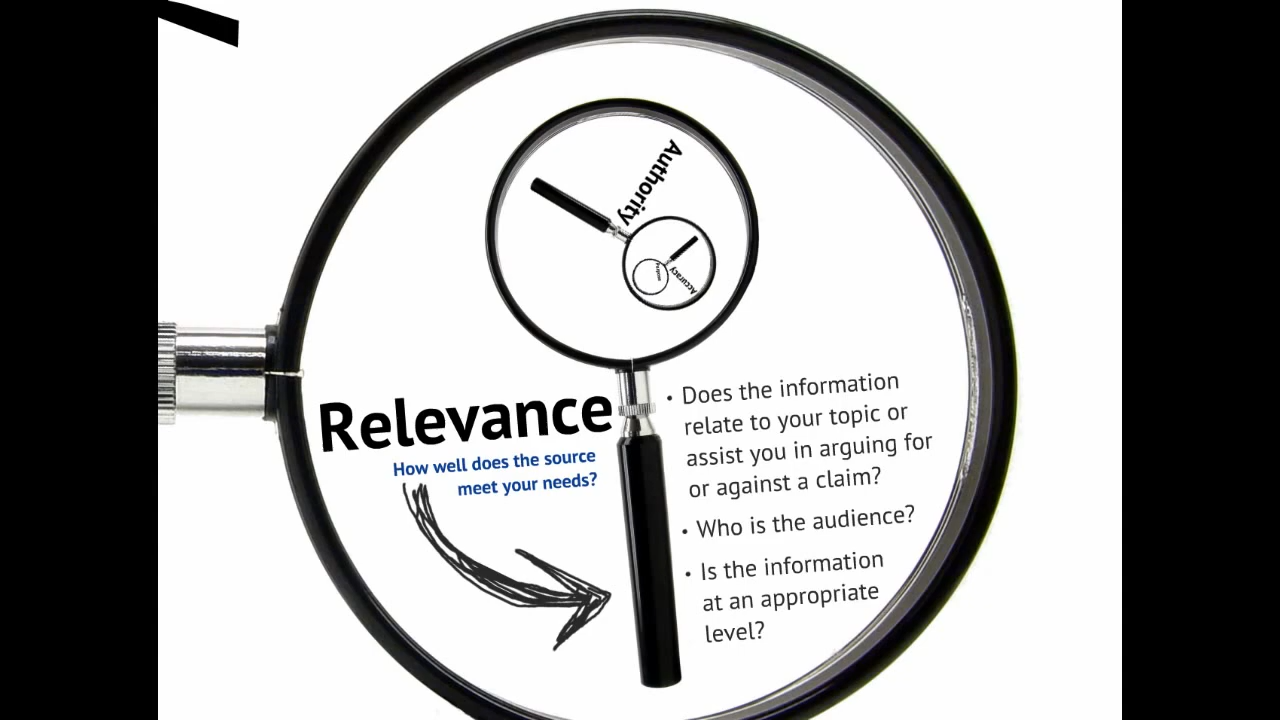 Authority
Accuracy
Purpose
Relevance
How well does the source
meet your needs?
• Does the information
relate to your topic or
assist you in arguing for
or against a claim?
• Who is the audience?
• Is the information
at an appropriate
level?